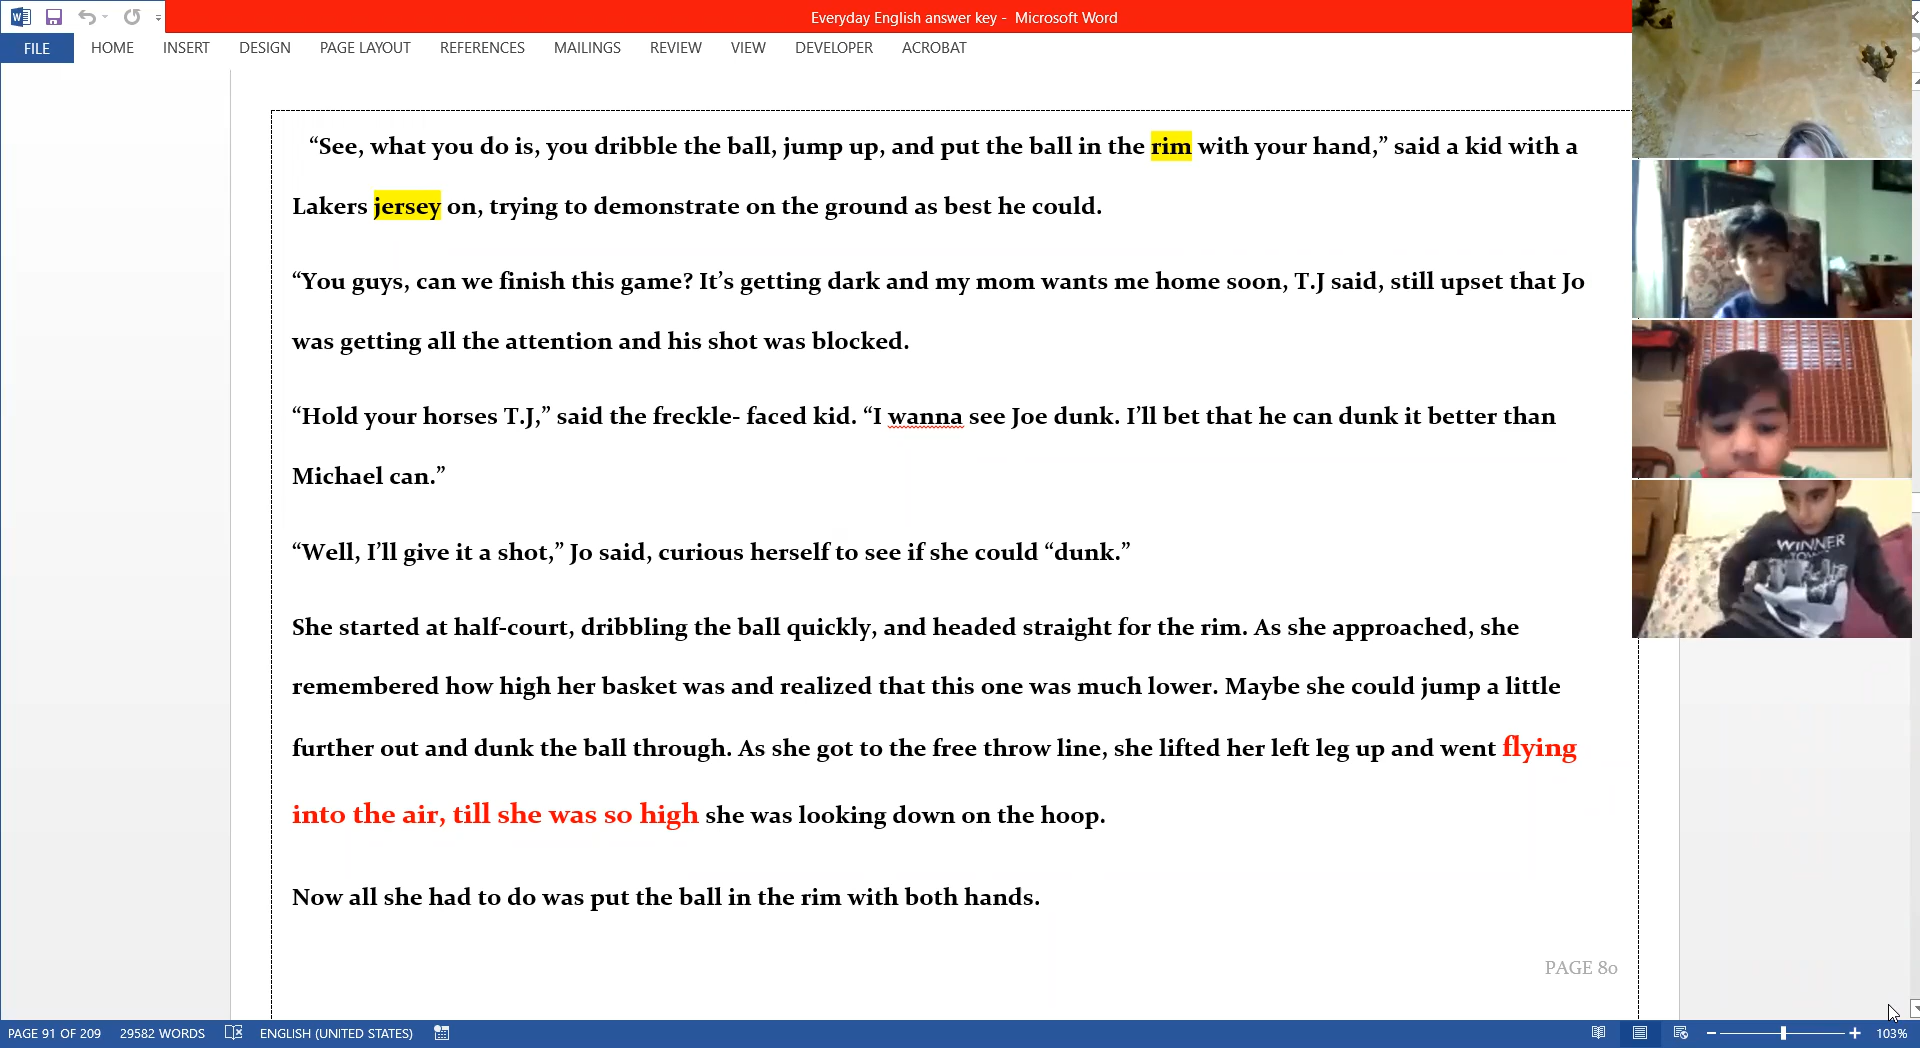 Everyday English answer key - Microsoft Word
FILE HOME INSERT DESIGN PAGE LAYOUT REFERENCES MAILINGS REVIEW VIEW DEVELOPER ACROBAT
“See, what you do is, you dribble the ball, jump up, and put the ball in the rim with your hand,” said a kid with a
Lakers jersey on, trying to demonstrate on the ground as best he could.
“You guys, can we finish this game? It’s getting dark and my mom wants me home soon, T.J said, still upset that Jo
was getting all the attention and his shot was blocked.
“Hold your horses T.J,” said the freckle- faced kid. “I wanna see Joe dunk. I’ll bet that he can dunk it better than
Michael can.”
“Well, I’ll give it a shot,” Jo said, curious herself to see if she could “dunk.”
She started at half-court, dribbling the ball quickly, and headed straight for the rim. As she approached, she
remembered how high her basket was and realized that this one was much lower. Maybe she could jump a little
further out and dunk the ball through. As she got to the free throw line, she lifted her left leg up and went flying
into the air, till she was so high she was looking down on the hoop.
Now all she had to do was put the ball in the rim with both hands.
PAGE 80
WINNER
PAGE 91 OF 209 29582 WORDS ENGLISH (UNITED STATES) 103%